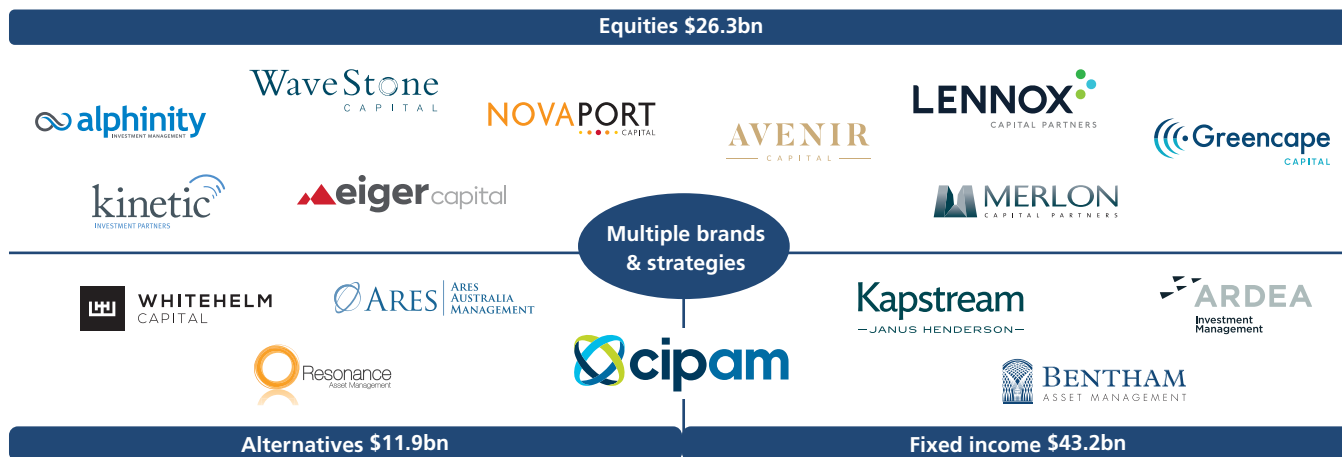 Equities $26.3bn
WaveStone
CAPITAL
alphinity
INVESTMENT MANAGEMENT
NOVAPORT
CAPITAL
AVENIR
CAPITAL
LENNOX
CAPITAL PARTNERS
Greencape
CAPITAL
kinetic
INVESTMENT PARTNERS
eiger capital
MERLON
CAPITAL PARTNERS
Multiple brands
& strategies
WHITEHELM
CAPITAL
ARES
ARES
AUSTRALIA
MANAGEMENT
Resonance
Asset Management
cipam
Kapstream
—JANUS HENDERSON—
ARDEA
Investment
Management
BENTHAM
ASSET MANAGEMENT
Alternatives $11.9bn
Fixed income $43.2bn